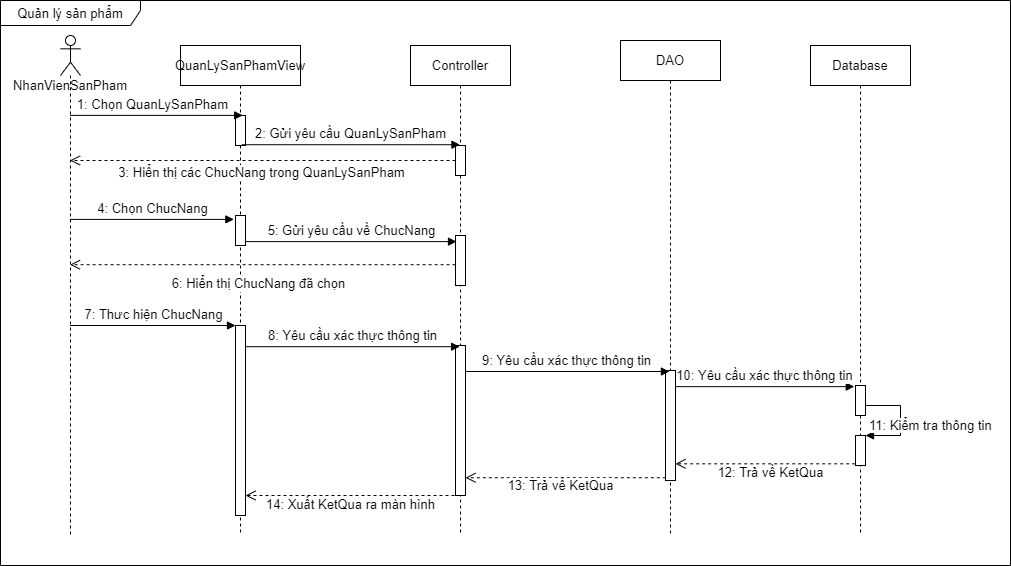 Quản lý sản phẩm
NhanVienSanPham
QuanLySanPhamView
Controller
DAO
Database
1: Chọn QuanLySanPham
2: Gửi yêu cầu QuanLySanPham
3: Hiển thị các ChucNang trong QuanLySanPham
4: Chọn ChucNang
5: Gửi yêu cầu về ChucNang
6: Hiển thị ChucNang đã chọn
7: Thưc hiện ChucNang
8: Yêu cầu xác thực thông tin
9: Yêu cầu xác thực thông tin
10: Yêu cầu xác thực thông tin
11: Kiểm tra thông tin
12: Trả về KetQua
13: Trả về KetQua
14: Xuất KetQua ra màn hình